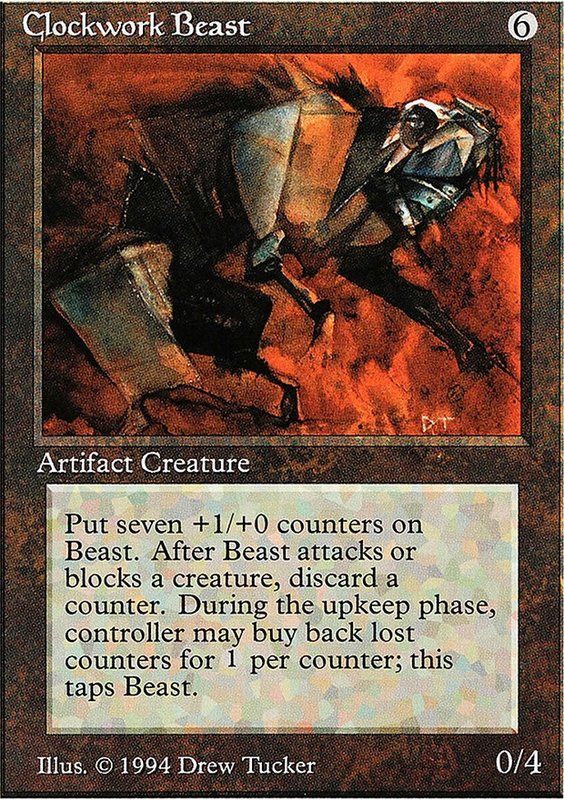 Clockwork Beast 6
D.T
Artifact Creature
Put seven +1/+0 counters on
Beast. After Beast attacks or
blocks a creature, discard a
counter. During the upkeep phase,
controller may buy back lost
counters for 1 per counter; this
taps Beast.
Illus. © 1994 Drew Tucker 0/4